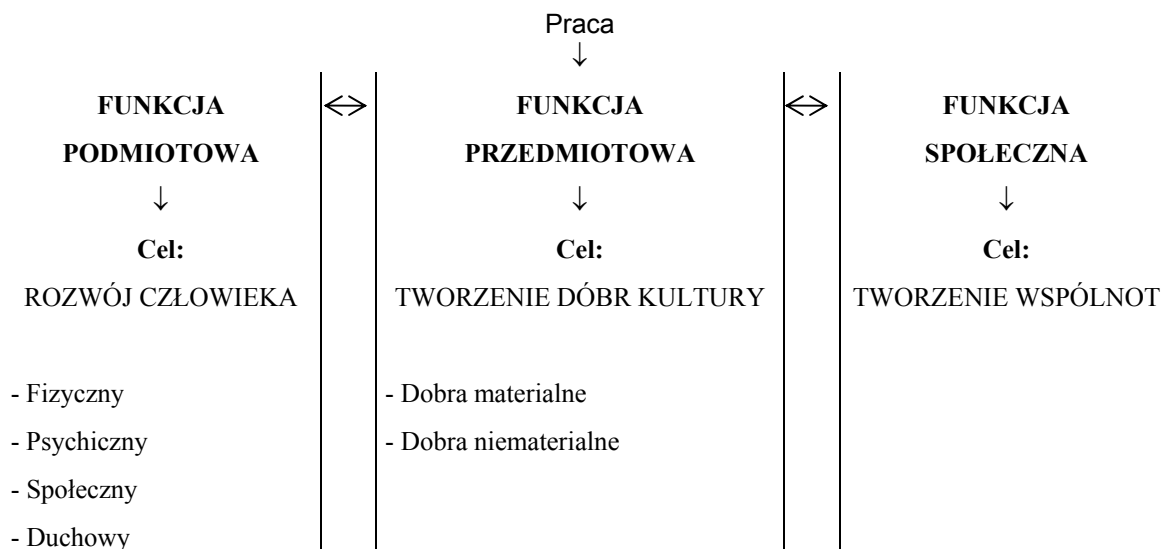 Praca
↓
FUNKCJA
PODMIOTOWA
↓
Cel:
ROZWÓJ CZŁOWIEKA
- Fizyczny
- Psychiczny
- Społeczny
- Duchowy
↔
FUNKCJA
PRZEDMIOTOWA
↓
Cel:
TWORZENIE DÓBR KULTURY
- Dobra materialne
- Dobra niematerialne
↔
FUNKCJA
SPOŁECZNA
↓
Cel:
TWORZENIE WSPÓLNOT